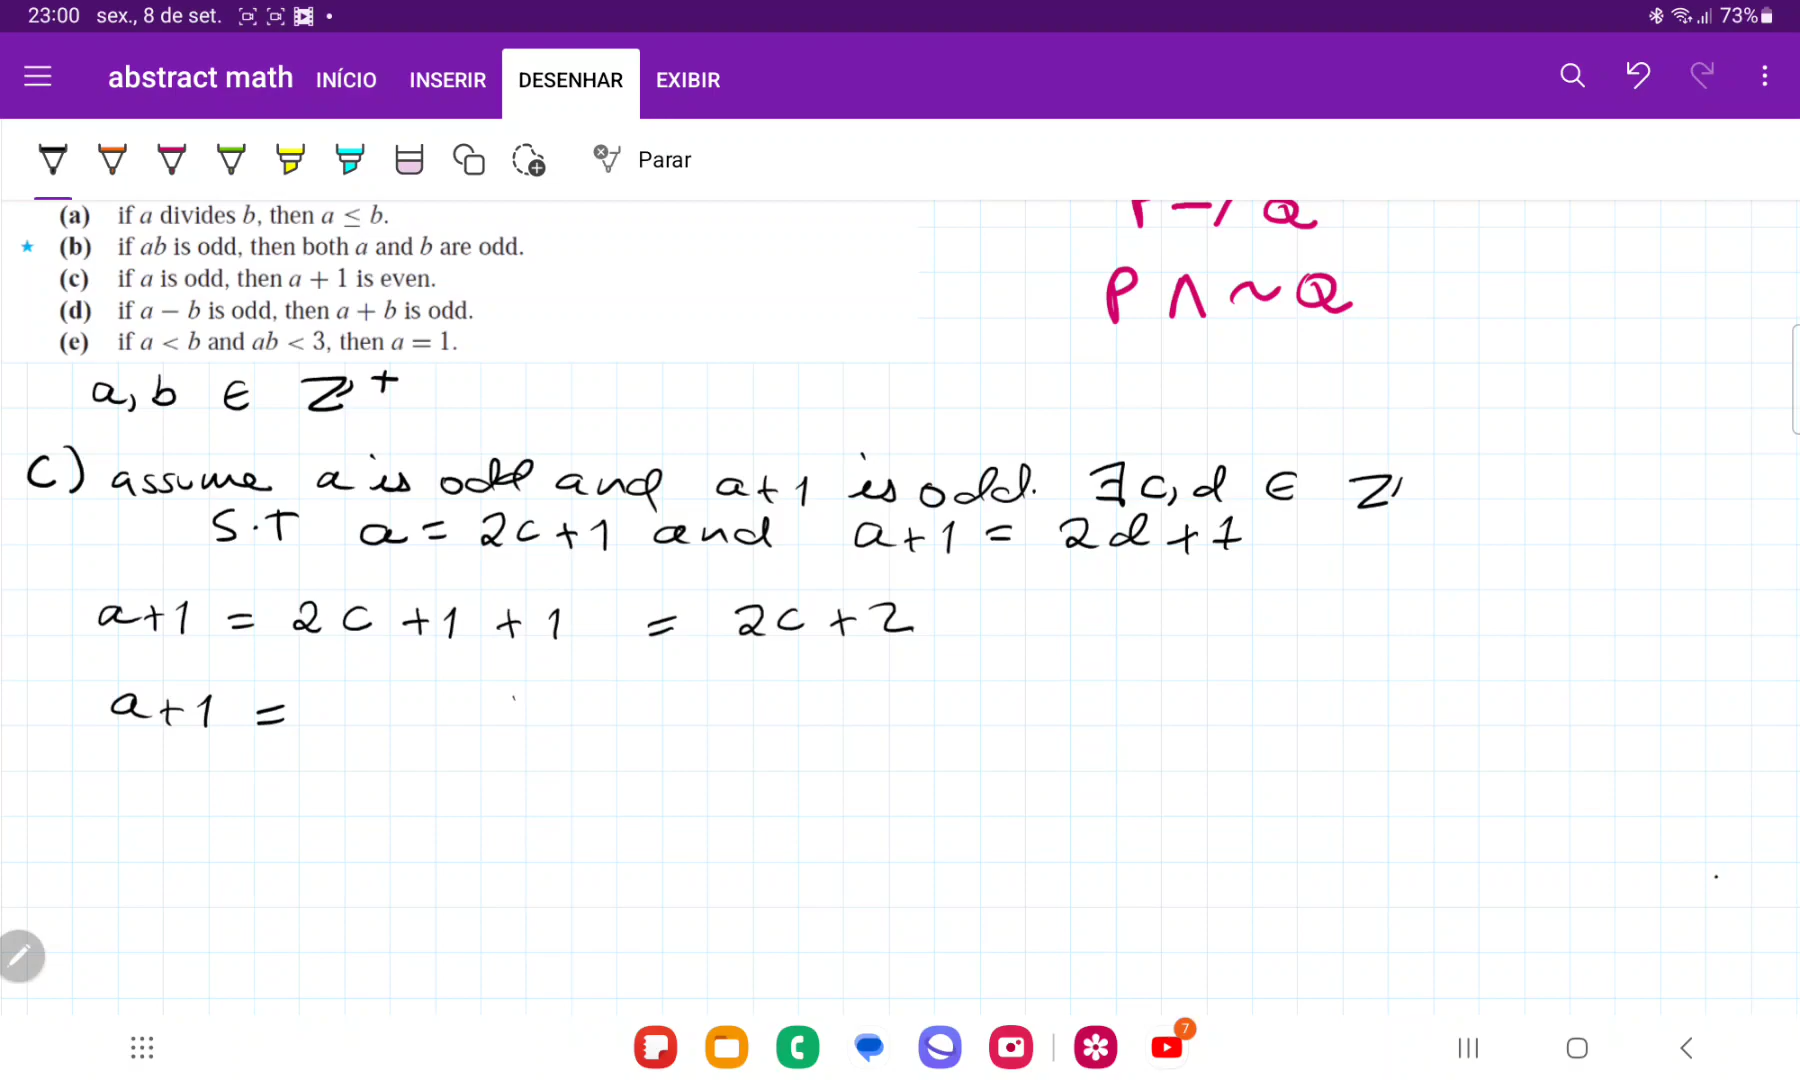 23:00 sex., 8 de set. 73%
abstract math INÍCIO INSERIR DESENHAR EXIBIR
Parar
(a) if a divides b, then a ≤ b.
(b) if ab is odd, then both a and b are odd.
(c) if a is odd, then a + 1 is even.
(d) if a − b is odd, then a + b is odd.
(e) if a < b and ab < 3, then a = 1.
P ∧ ~Q
a, b ∈ ℤ⁺
C) assume a is odd and a+1 is odd. ∃ c, d ∈ ℤ
S.T a = 2c+1 and a+1 = 2d+1
a+1 = 2c+1+1 = 2c+2
a+1 =
7